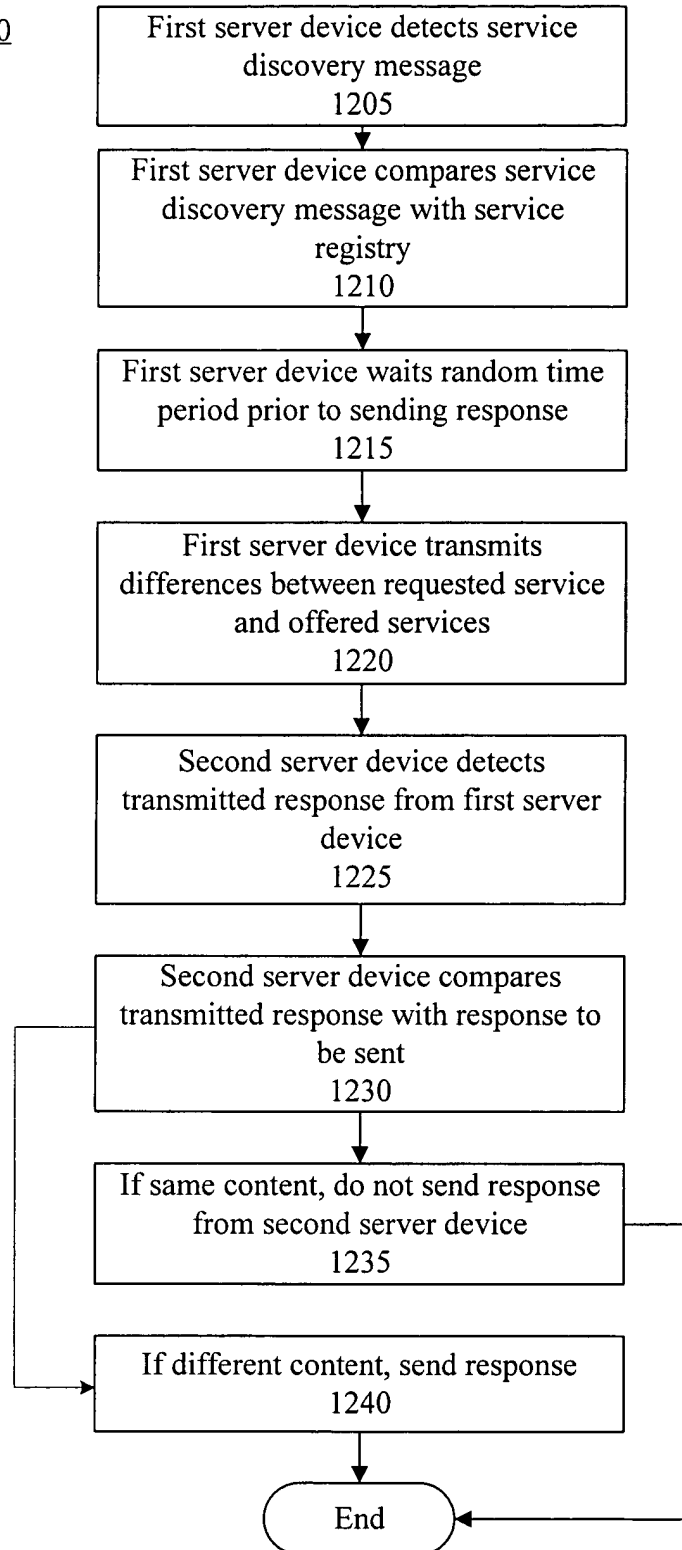 0
First server device detects service
discovery message
1205
First server device compares service
discovery message with service
registry
1210
First server device waits random time
period prior to sending response
1215
First server device transmits
differences between requested service
and offered services
1220
Second server device detects
transmitted response from first server
device
1225
Second server device compares
transmitted response with response to
be sent
1230
If same content, do not send response
from second server device
1235
If different content, send response
1240
End